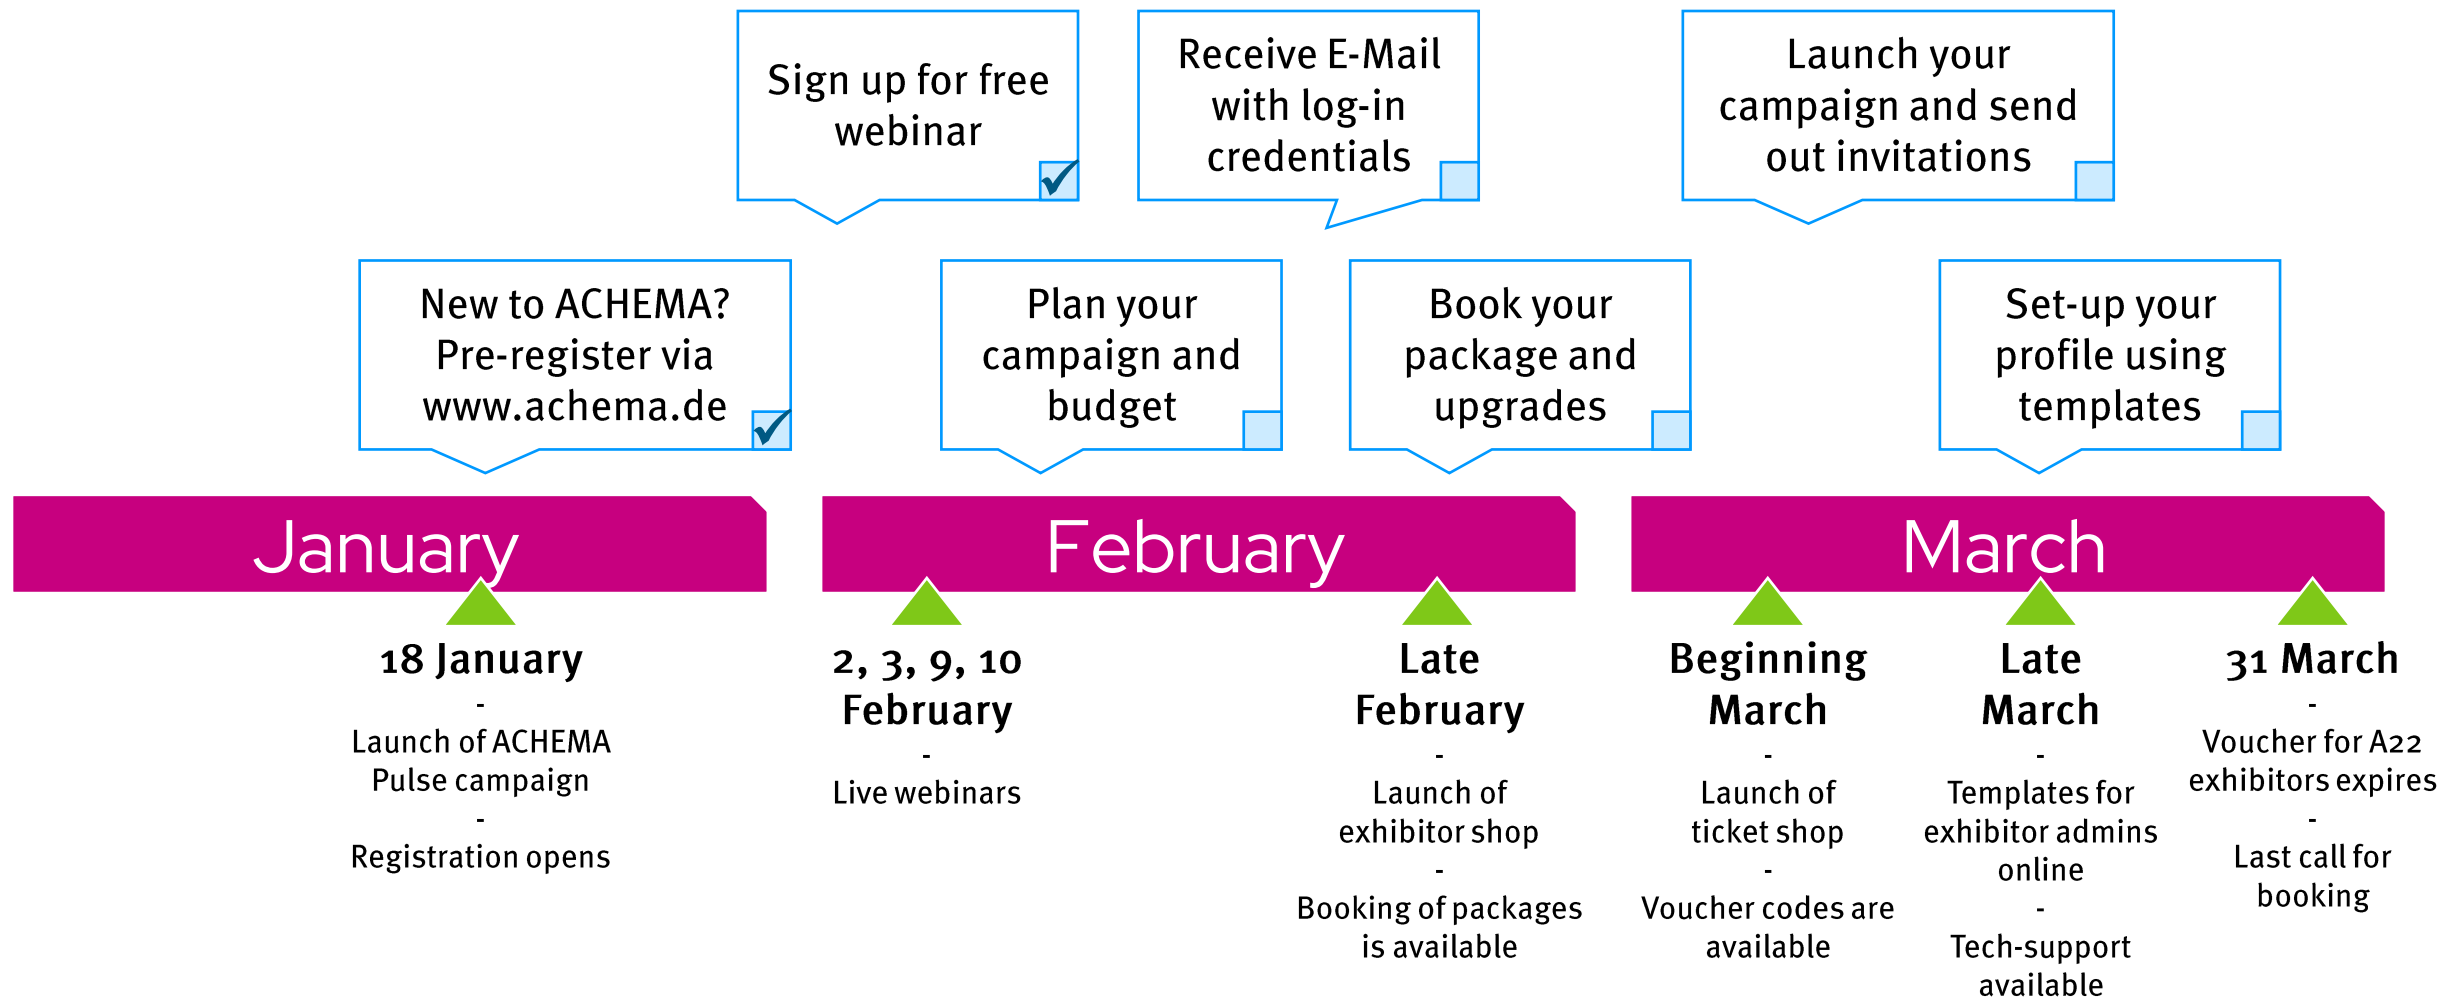 Sign up for free
webinar
Receive E-Mail
with log-in
credentials
Launch your
campaign and send
out invitations
New to ACHEMA?
Pre-register via
www.achema.de
Plan your
campaign and
budget
Book your
package and
upgrades
Set-up your
profile using
templates
January
February
March
18 January
-
Launch of ACHEMA
Pulse campaign
-
Registration opens
2, 3, 9, 10
February
-
Live webinars
Late
February
-
Launch of
exhibitor shop
-
Booking of packages
is available
Beginning
March
-
Launch of
ticket shop
-
Voucher codes are
available
Late
March
-
Templates for
exhibitor admins
online
-
Tech-support
available
31 March
-
Voucher for A22
exhibitors expires
-
Last call for
booking